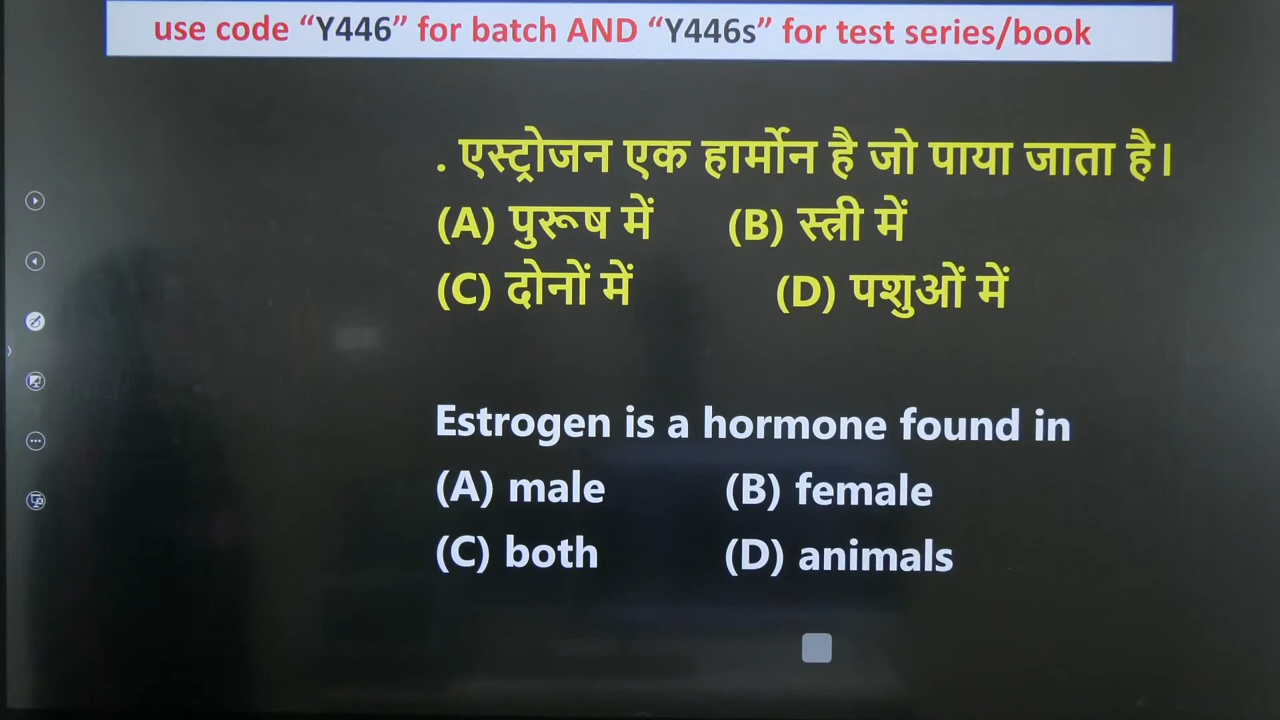 use code “Y446” for batch AND “Y446s” for test series/book
. एस्ट्रोजन एक हार्मोन है जो पाया जाता है।
(A) पुरूष में (B) स्त्री में
(C) दोनों में (D) पशुओं में
Estrogen is a hormone found in
(A) male (B) female
(C) both (D) animals